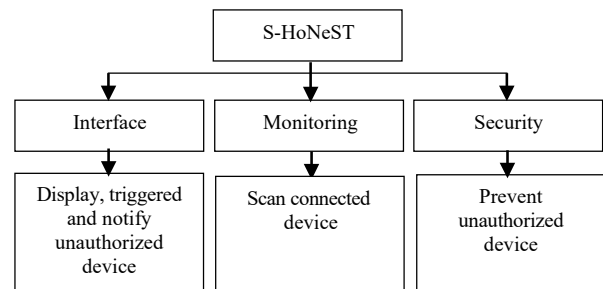 S-HoNeST
Interface
Monitoring
Security
Display, triggered
and notify
unauthorized
device
Scan connected
device
Prevent
unauthorized
device